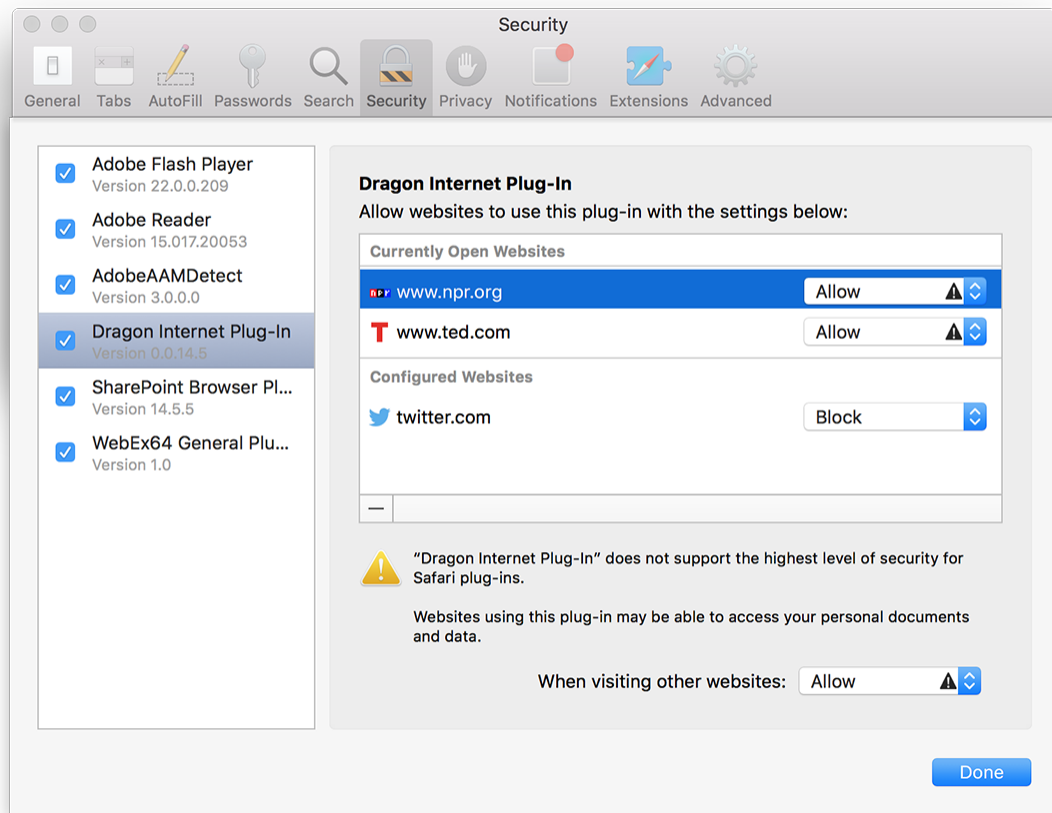 Security
General
Tabs
AutoFill
Passwords
Search
Security
Privacy
Notifications
Extensions
Advanced
Adobe Flash Player
Version 22.0.0.209
Adobe Reader
Version 15.017.20053
AdobeAAMDetect
Version 3.0.0.0
Dragon Internet Plug-In
Version 0.0.14.5
SharePoint Browser Pl...
Version 14.5.5
WebEx64 General Plu...
Version 1.0
Dragon Internet Plug-In
Allow websites to use this plug-in with the settings below:
Currently Open Websites
npr www.npr.org Allow
T www.ted.com Allow
Configured Websites
twitter.com Block
“Dragon Internet Plug-In” does not support the highest level of security for
Safari plug-ins.
Websites using this plug-in may be able to access your personal documents
and data.
When visiting other websites: Allow
Done